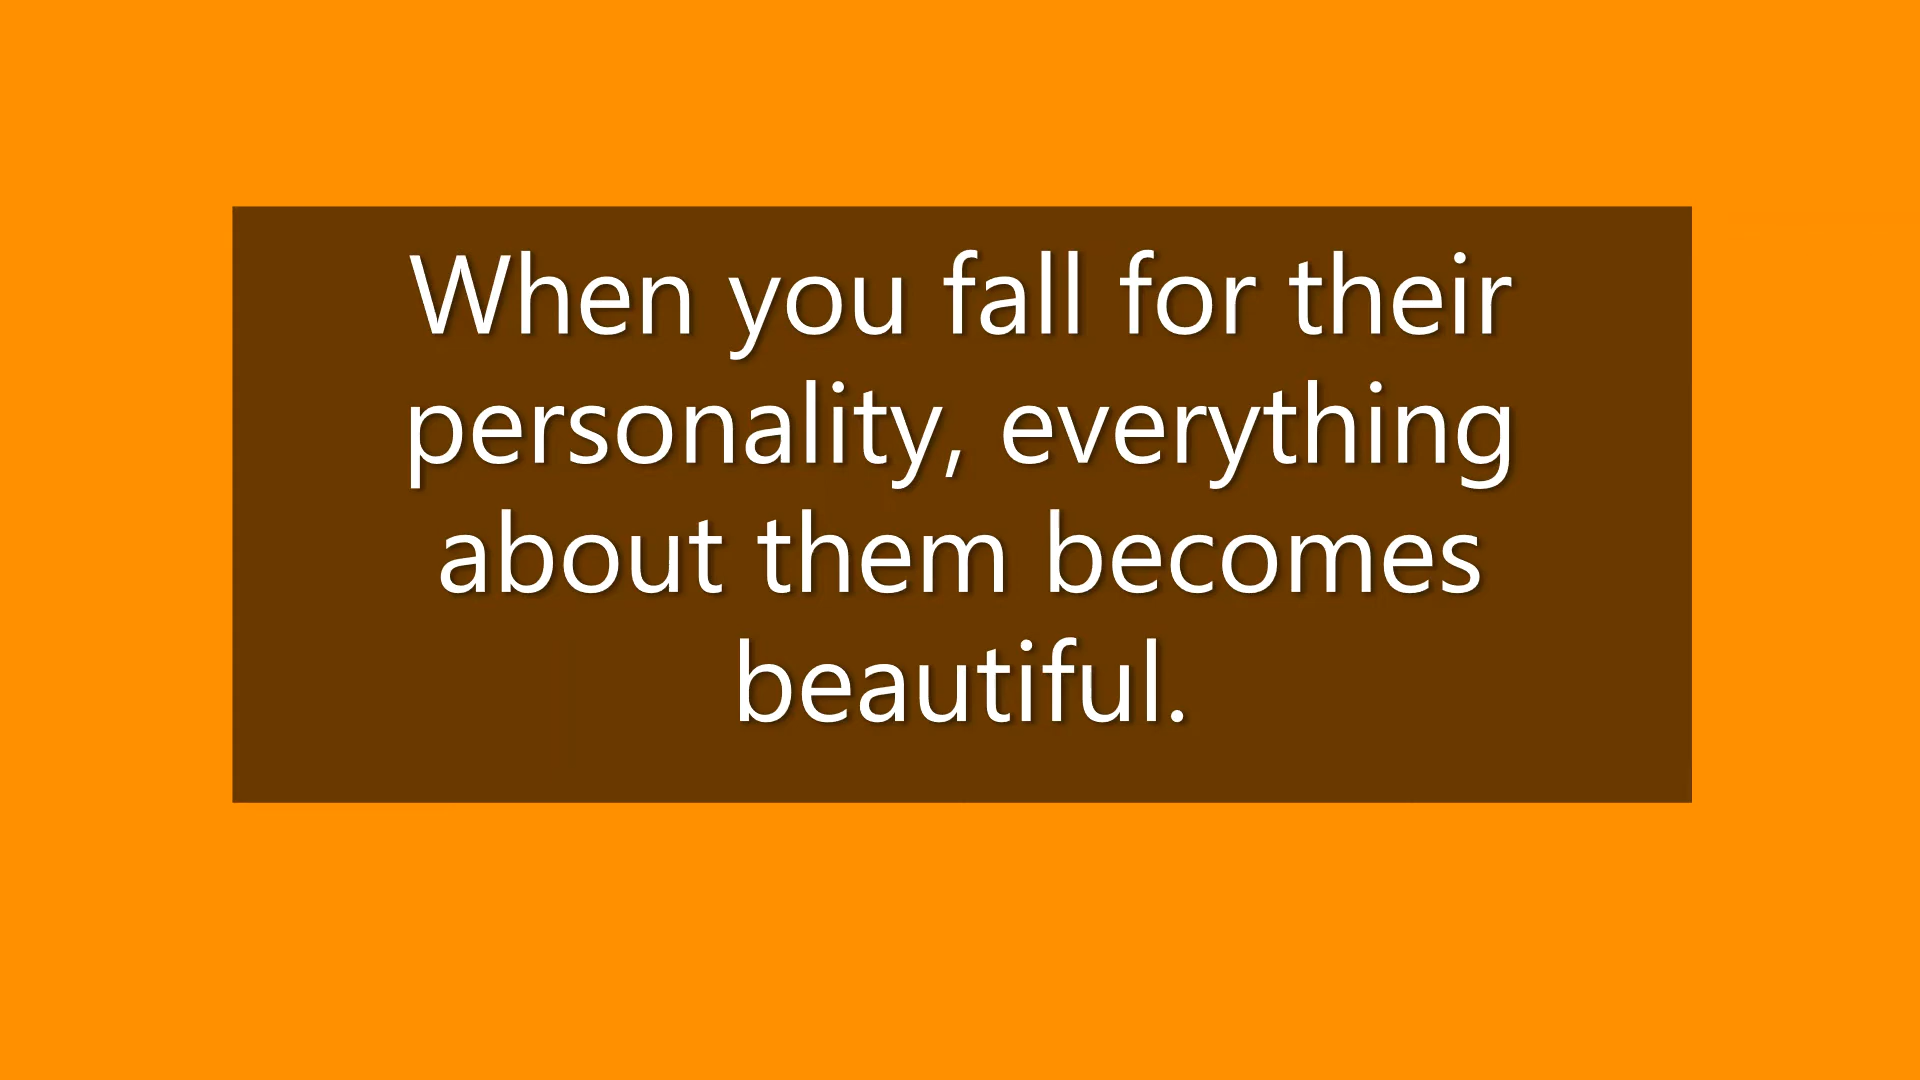 When you fall for their
personality, everything
about them becomes
beautiful.